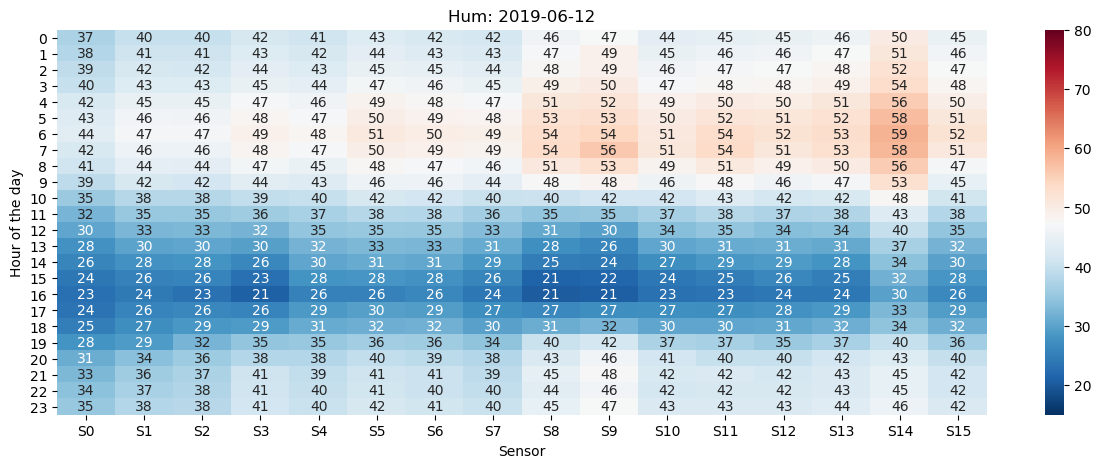 Hum: 2019-06-12
Hour of the day
0 37 40 40 42 41 43 42 42 46 47 44 45 45 46 50 45
1 38 41 41 43 42 44 43 43 47 49 45 46 46 47 51 46
2 39 42 42 44 43 45 45 44 48 49 46 47 47 48 52 47
3 40 43 43 45 44 47 46 45 49 50 47 48 48 49 54 48
4 42 45 45 47 46 49 48 47 51 52 49 50 50 51 56 50
5 43 46 46 48 47 50 49 48 53 53 50 52 51 52 58 51
6 44 47 47 49 48 51 50 49 54 54 51 54 52 53 59 52
7 42 46 46 48 47 50 49 49 54 56 51 54 51 53 58 51
8 41 44 44 47 45 48 47 46 51 53 49 51 49 50 56 47
9 39 42 42 44 43 46 46 44 48 48 46 48 46 47 53 45
10 35 38 38 39 40 42 42 40 40 42 42 43 42 42 48 41
11 32 35 35 36 37 38 38 36 35 35 37 38 37 38 43 38
12 30 33 33 32 35 35 35 33 31 30 34 35 34 34 40 35
13 28 30 30 30 32 33 33 31 28 26 30 31 31 31 37 32
14 26 28 28 26 30 31 31 29 25 24 27 29 29 28 34 30
15 24 26 26 23 28 28 28 26 21 22 24 25 26 25 32 28
16 23 24 23 21 26 26 26 24 21 21 23 23 24 24 30 26
17 24 26 26 26 29 30 29 27 27 27 27 27 28 29 33 29
18 25 27 29 29 31 32 32 30 31 32 30 30 31 32 34 32
19 28 29 32 35 35 36 36 34 40 42 37 37 35 37 40 36
20 31 34 36 38 38 40 39 38 43 46 41 40 40 42 43 40
21 33 36 37 41 39 41 41 39 45 48 42 42 42 43 45 42
22 34 37 38 41 40 41 40 40 44 46 42 42 42 43 45 42
23 35 38 38 41 40 42 41 40 45 47 43 43 43 44 46 42
S0 S1 S2 S3 S4 S5 S6 S7 S8 S9 S10 S11 S12 S13 S14 S15
Sensor
80
70
60
50
40
30
20